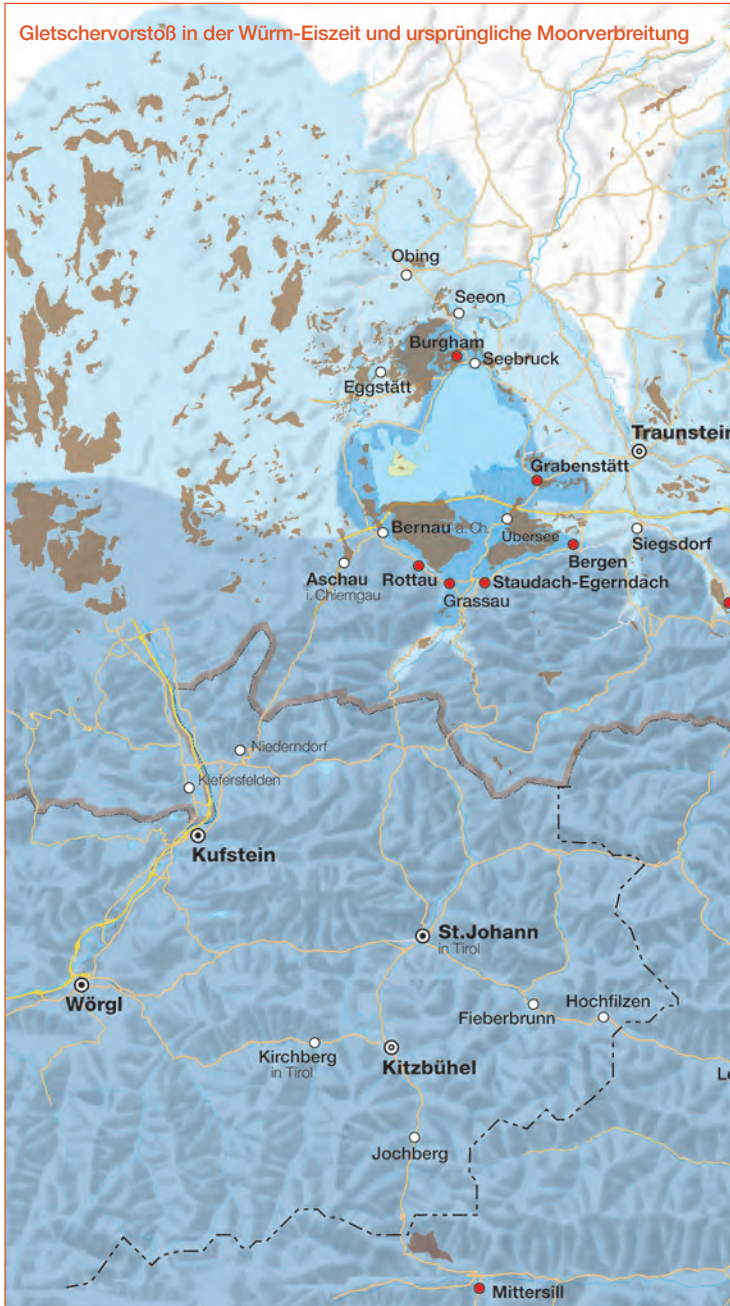 Gletschervorstoß in der Würm-Eiszeit und ursprüngliche Moorverbreitung
Obing
Seeon
Burgham
Seebruck
Eggstätt
Traunstein
Grabenstätt
Bernau a. Ch.
Übersee
Siegsdorf
Bergen
Aschau
i. Chiemgau
Rottau
Staudach-Egerndach
Grassau
Niederndorf
Kiefersfelden
Kufstein
St.Johann
in Tirol
Wörgl
Fieberbrunn
Hochfilzen
Kirchberg
in Tirol
Kitzbühel
Le
Jochberg
Mittersill